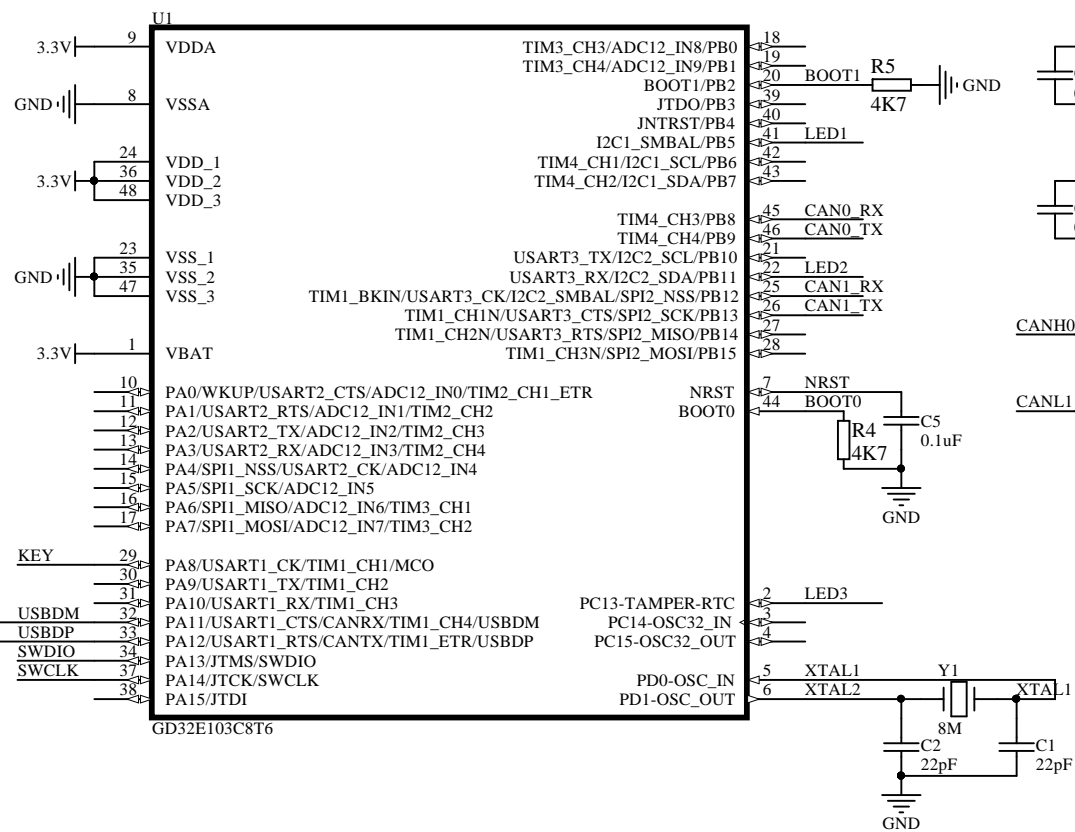 U1
3.3V 9 VDDA
GND 8 VSSA
24 VDD_1
3.3V 36 VDD_2
48 VDD_3
23 VSS_1
GND 35 VSS_2
47 VSS_3
3.3V 1 VBAT
10 PA0/WKUP/USART2_CTS/ADC12_IN0/TIM2_CH1_ETR
11 PA1/USART2_RTS/ADC12_IN1/TIM2_CH2
12 PA2/USART2_TX/ADC12_IN2/TIM2_CH3
13 PA3/USART2_RX/ADC12_IN3/TIM2_CH4
14 PA4/SPI1_NSS/USART2_CK/ADC12_IN4
15 PA5/SPI1_SCK/ADC12_IN5
16 PA6/SPI1_MISO/ADC12_IN6/TIM3_CH1
17 PA7/SPI1_MOSI/ADC12_IN7/TIM3_CH2
KEY 29 PA8/USART1_CK/TIM1_CH1/MCO
30 PA9/USART1_TX/TIM1_CH2
31 PA10/USART1_RX/TIM1_CH3
USBDM 32 PA11/USART1_CTS/CANRX/TIM1_CH4/USBDM
USBDP 33 PA12/USART1_RTS/CANTX/TIM1_ETR/USBDP
SWDIO 34 PA13/JTMS/SWDIO
SWCLK 37 PA14/JTCK/SWCLK
38 PA15/JTDI
GD32E103C8T6
TIM3_CH3/ADC12_IN8/PB0 18
TIM3_CH4/ADC12_IN9/PB1 19
BOOT1/PB2 20 BOOT1
R5
4K7
GND
JTDO/PB3 39
JNTRST/PB4 40
I2C1_SMBAL/PB5 41 LED1
TIM4_CH1/I2C1_SCL/PB6 42
TIM4_CH2/I2C1_SDA/PB7 43
TIM4_CH3/PB8 45 CAN0_RX
TIM4_CH4/PB9 46 CAN0_TX
USART3_TX/I2C2_SCL/PB10 21
USART3_RX/I2C2_SDA/PB11 22 LED2
TIM1_BKIN/USART3_CK/I2C2_SMBAL/SPI2_NSS/PB12 25 CAN1_RX
TIM1_CH1N/USART3_CTS/SPI2_SCK/PB13 26 CAN1_TX
TIM1_CH2N/USART3_RTS/SPI2_MISO/PB14 27
TIM1_CH3N/SPI2_MOSI/PB15 28
NRST 7 NRST
BOOT0 44 BOOT0
R4
4K7
C5
0.1uF
GND
PC13-TAMPER-RTC 2 LED3
PC14-OSC32_IN 3
PC15-OSC32_OUT 4
PD0-OSC_IN 5 XTAL1
PD1-OSC_OUT 6 XTAL2
Y1
8M
XTAL1
C2
22pF
C1
22pF
GND
CANH0
CANL1